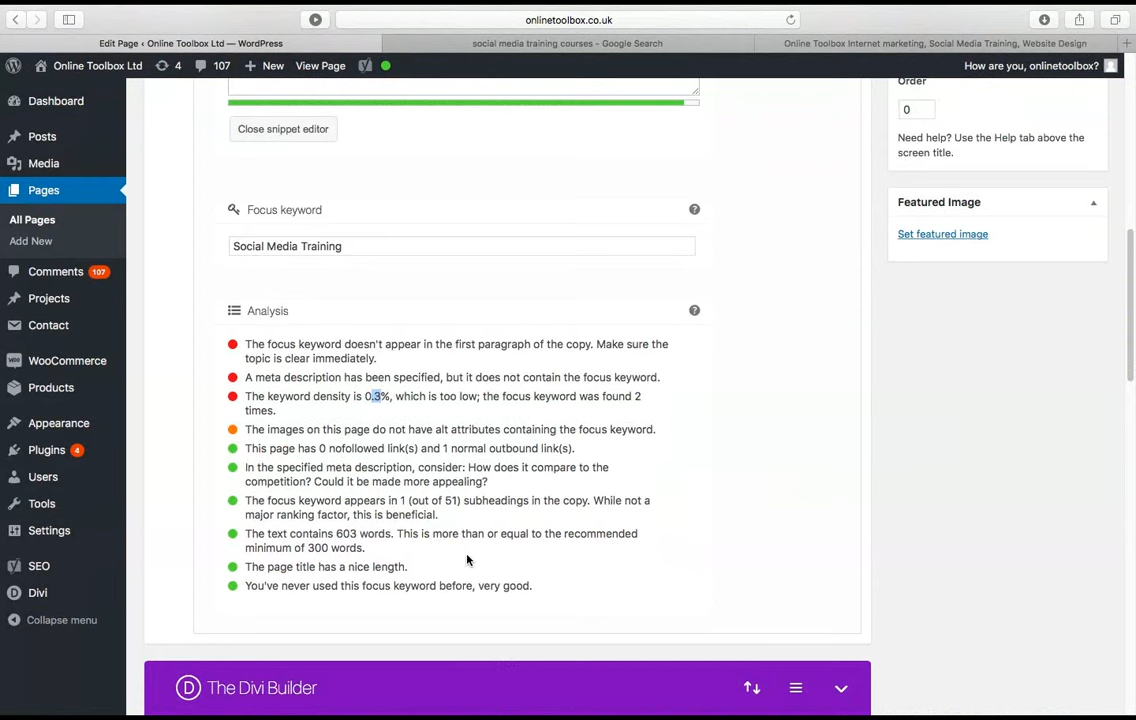 onlinetoolbox.co.uk
Edit Page ‹ Online Toolbox Ltd — WordPress
social media training courses - Google Search
Online Toolbox Internet marketing, Social Media Training, Website Design
Online Toolbox Ltd
4
107
New
View Page
How are you, onlinetoolbox?
Dashboard
Posts
Media
Pages
All Pages
Add New
Comments 107
Projects
Contact
WooCommerce
Products
Appearance
Plugins 4
Users
Tools
Settings
SEO
Divi
Collapse menu
Close snippet editor
Focus keyword
Social Media Training
Analysis
The focus keyword doesn't appear in the first paragraph of the copy. Make sure the
topic is clear immediately.
A meta description has been specified, but it does not contain the focus keyword.
The keyword density is 0.3%, which is too low; the focus keyword was found 2
times.
The images on this page do not have alt attributes containing the focus keyword.
This page has 0 nofollowed link(s) and 1 normal outbound link(s).
In the specified meta description, consider: How does it compare to the
competition? Could it be made more appealing?
The focus keyword appears in 1 (out of 51) subheadings in the copy. While not a
major ranking factor, this is beneficial.
The text contains 603 words. This is more than or equal to the recommended
minimum of 300 words.
The page title has a nice length.
You've never used this focus keyword before, very good.
D The Divi Builder
Order
0
Need help? Use the Help tab above the
screen title.
Featured Image
Set featured image